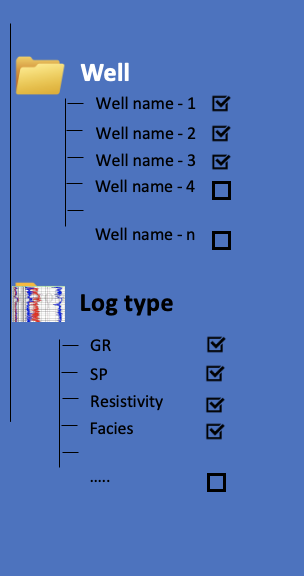 Well
Well name - 1
Well name - 2
Well name - 3
Well name - 4
Well name - n
Log type
GR
SP
Resistivity
Facies
.....